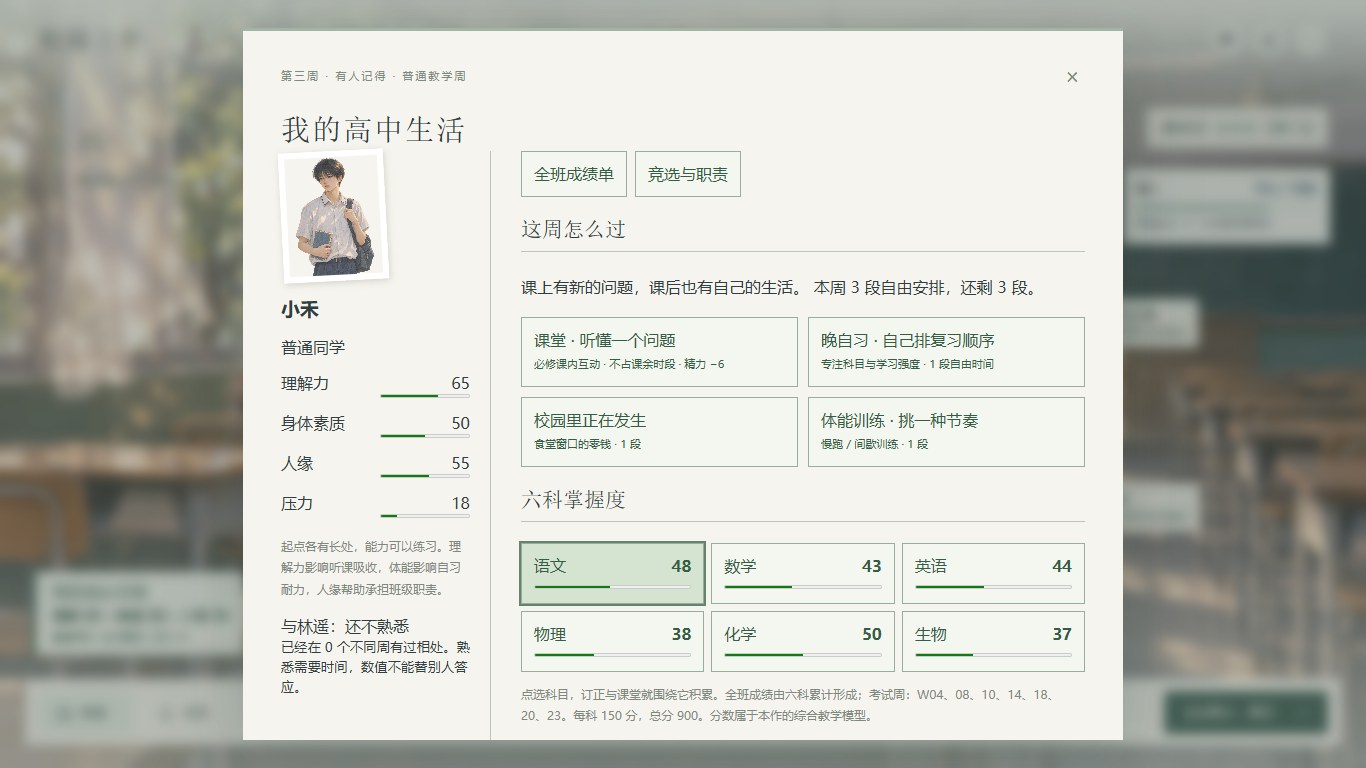 第三周 · 有人记得 · 普通教学周
×
我的高中生活
小禾
普通同学
理解力 65
身体素质 50
人缘 55
压力 18
起点各有长处，能力可以练习。理
解力影响听课吸收，体能影响自习
耐力，人缘帮助承担班级职责。
与林遥：还不熟悉
已经在 0 个不同周有过相处。熟
悉需要时间，数值不能替别人答
应。
全班成绩单
竞选与职责
这周怎么过
课上有新的问题，课后也有自己的生活。 本周 3 段自由安排，还剩 3 段。
课堂 · 听懂一个问题
必修课内互动 · 不占课余时段 · 精力 −6
晚自习 · 自己排复习顺序
专注科目与学习强度 · 1 段自由时间
校园里正在发生
食堂窗口的零钱 · 1 段
体能训练 · 挑一种节奏
慢跑 / 间歇训练 · 1 段
六科掌握度
语文 48
数学 43
英语 44
物理 38
化学 50
生物 37
点选科目，订正与课堂就围绕它积累。全班成绩由六科累计形成；考试周：W04、08、10、14、18、
20、23。每科 150 分，总分 900。分数属于本作的综合教学模型。